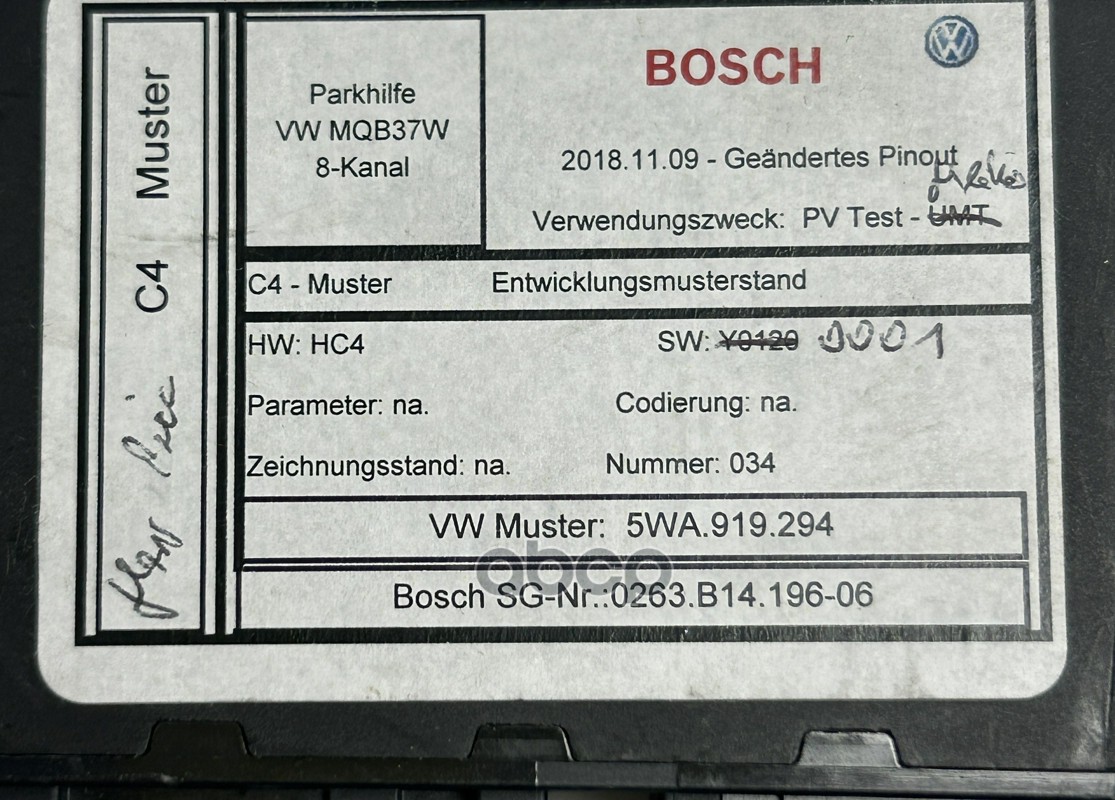 C4 Muster
Parkhilfe
VW MQB37W
8-Kanal
BOSCH
2018.11.09 - Geändertes Pinout
Verwendungszweck: PV Test - UMT
C4 - Muster Entwicklungsmusterstand
HW: HC4 SW: Y0120 0001
Parameter: na. Codierung: na.
Zeichnungsstand: na. Nummer: 034
VW Muster: 5WA.919.294
abcp
Bosch SG-Nr.:0263.B14.196-06